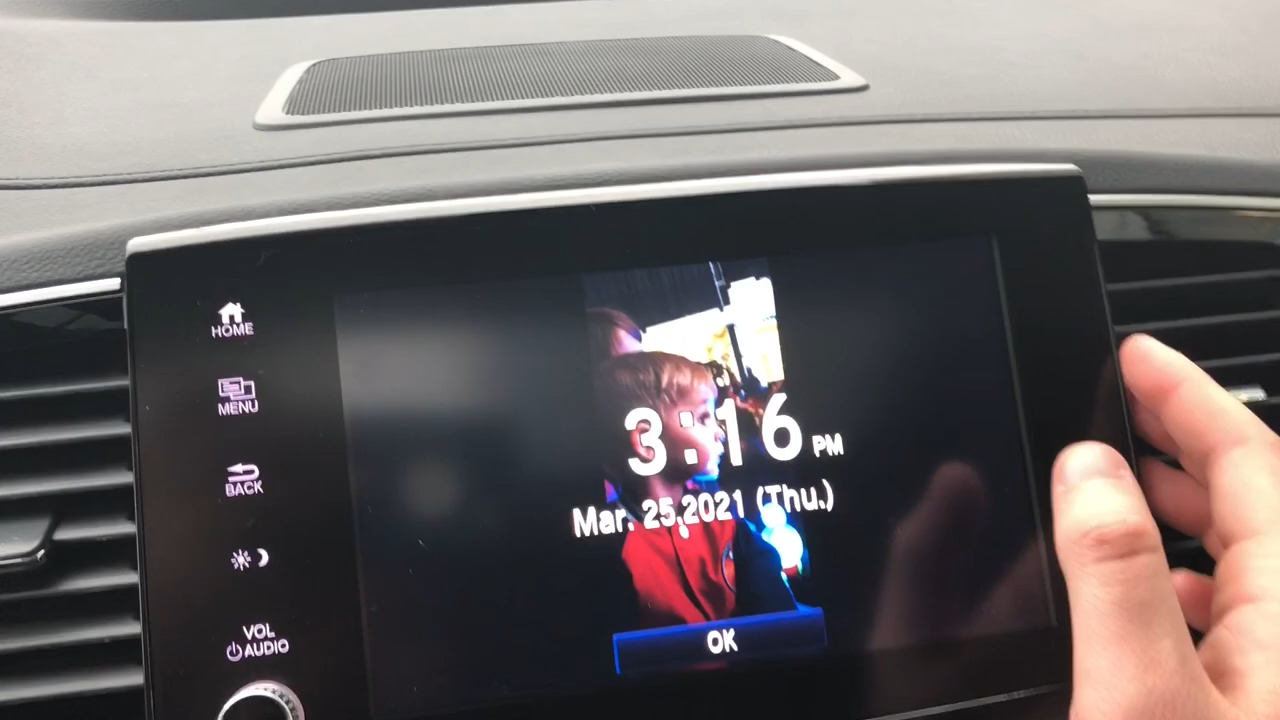 HOME
MENU
BACK
VOL
AUDIO
3:16 PM
Mar. 25,2021 (Thu.)
OK